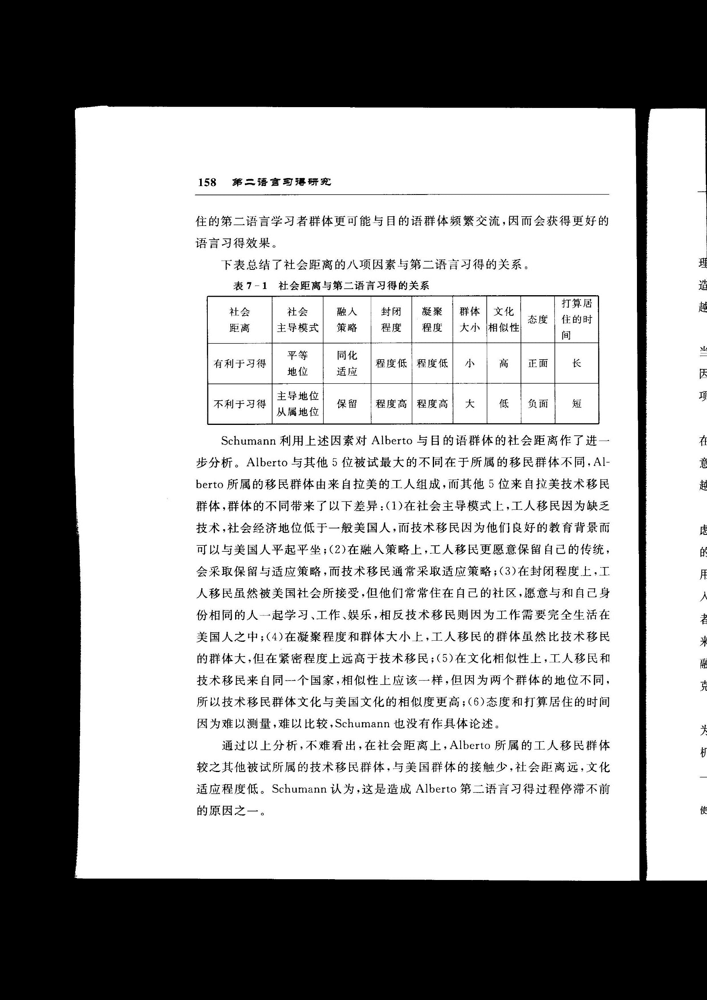 158 第二语言习得研究
住的第二语言学习者群体更可能与目的语群体频繁交流,因而会获得更好的
语言习得效果。
下表总结了社会距离的八项因素与第二语言习得的关系。
表 7-1 社会距离与第二语言习得的关系
社会距离 社会主导模式 融入策略 封闭程度 凝聚程度 群体大小 文化相似性 态度 打算居住的时间
有利于习得 平等地位 同化适应 程度低 程度低 小 高 正面 长
不利于习得 主导地位从属地位 保留 程度高 程度高 大 低 负面 短
Schumann 利用上述因素对 Alberto 与目的语群体的社会距离作了进一
步分析。Alberto 与其他 5 位被试最大的不同在于所属的移民群体不同,Al-
berto 所属的移民群体由来自拉美的工人组成,而其他 5 位来自拉美技术移民
群体,群体的不同带来了以下差异:(1)在社会主导模式上,工人移民因为缺乏
技术,社会经济地位低于一般美国人,而技术移民因为他们良好的教育背景而
可以与美国人平起平坐;(2)在融入策略上,工人移民更愿意保留自己的传统,
会采取保留与适应策略,而技术移民通常采取适应策略;(3)在封闭程度上,工
人移民虽然被美国社会所接受,但他们常常住在自己的社区,愿意与和自己身
份相同的人一起学习、工作、娱乐,相反技术移民则因为工作需要完全生活在
美国人之中;(4)在凝聚程度和群体大小上,工人移民的群体虽然比技术移民
的群体大,但在紧密程度上远高于技术移民;(5)在文化相似性上,工人移民和
技术移民来自同一个国家,相似性上应该一样,但因为两个群体的地位不同,
所以技术移民群体文化与美国文化的相似度更高;(6)态度和打算居住的时间
因为难以测量,难以比较,Schumann 也没有作具体论述。
通过以上分析,不难看出,在社会距离上,Alberto 所属的工人移民群体
较之其他被试所属的技术移民群体,与美国群体的接触少,社会距离远,文化
适应程度低。Schumann 认为,这是造成 Alberto 第二语言习得过程停滞不前
的原因之一。